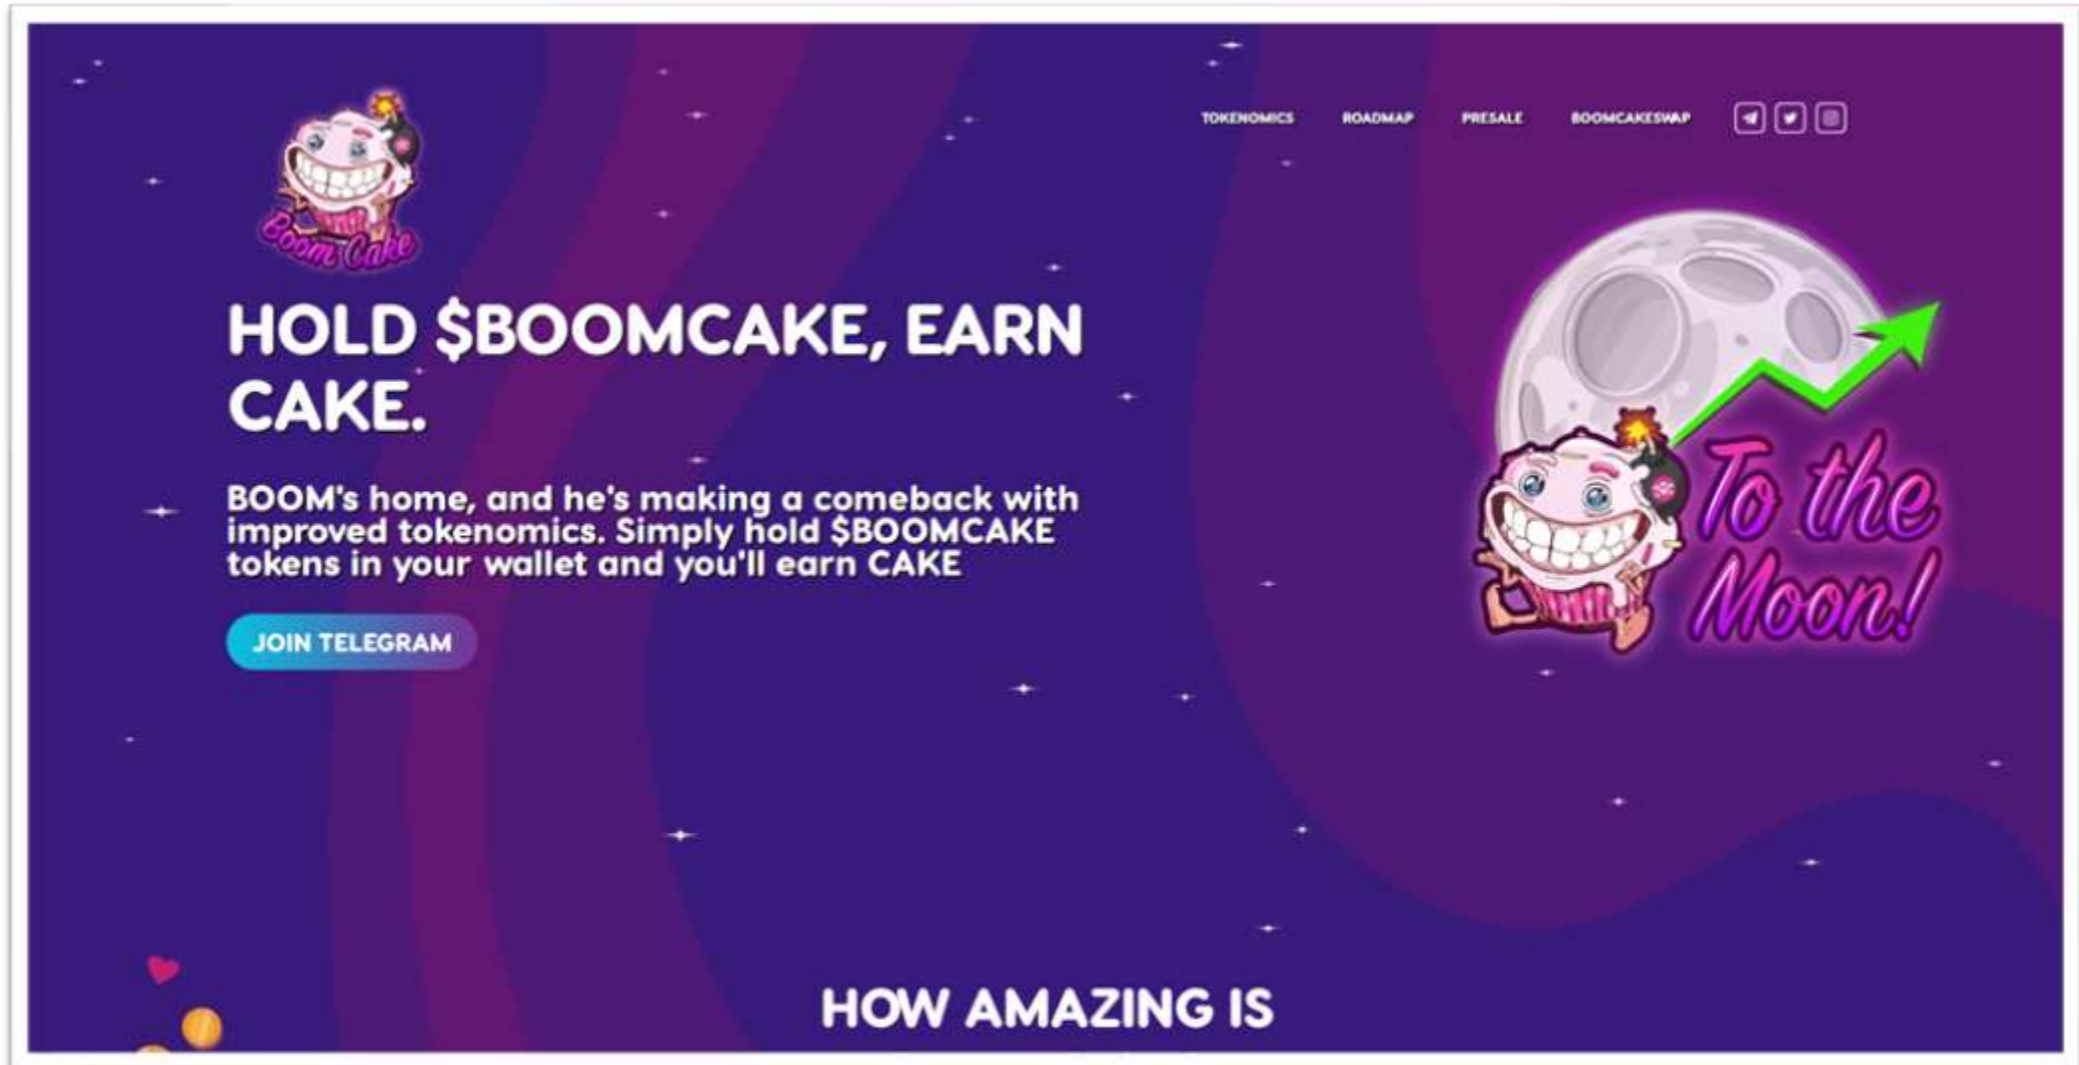 Boom Cake
TOKENOMICS ROADMAP PRESALE BOOMCAKESWAP
HOLD $BOOMCAKE, EARN
CAKE.
BOOM's home, and he's making a comeback with
improved tokenomics. Simply hold $BOOMCAKE
tokens in your wallet and you'll earn CAKE
JOIN TELEGRAM
To the
Moon!
HOW AMAZING IS